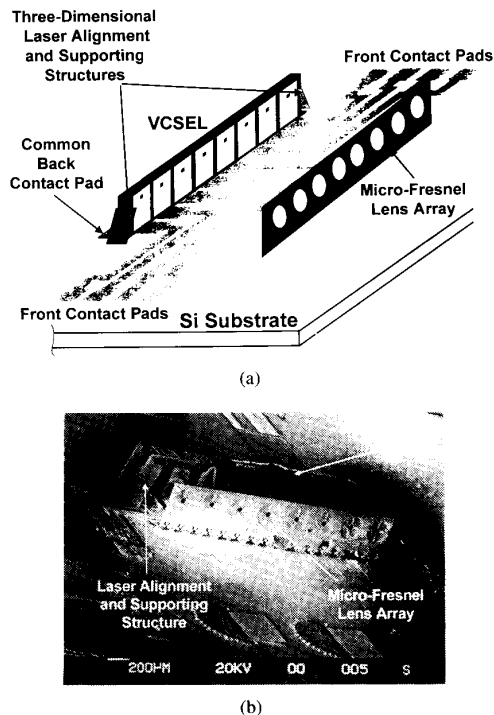 Three-Dimensional
Laser Alignment
and Supporting
Structures
Front Contact Pads
VCSEL
Common
Back
Contact Pad
Micro-Fresnel
Lens Array
Front Contact Pads
Si Substrate
(a)
Laser Alignment
and Supporting
Structure
Micro-Fresnel
Lens Array
200µM 20KV 00 005 S
(b)